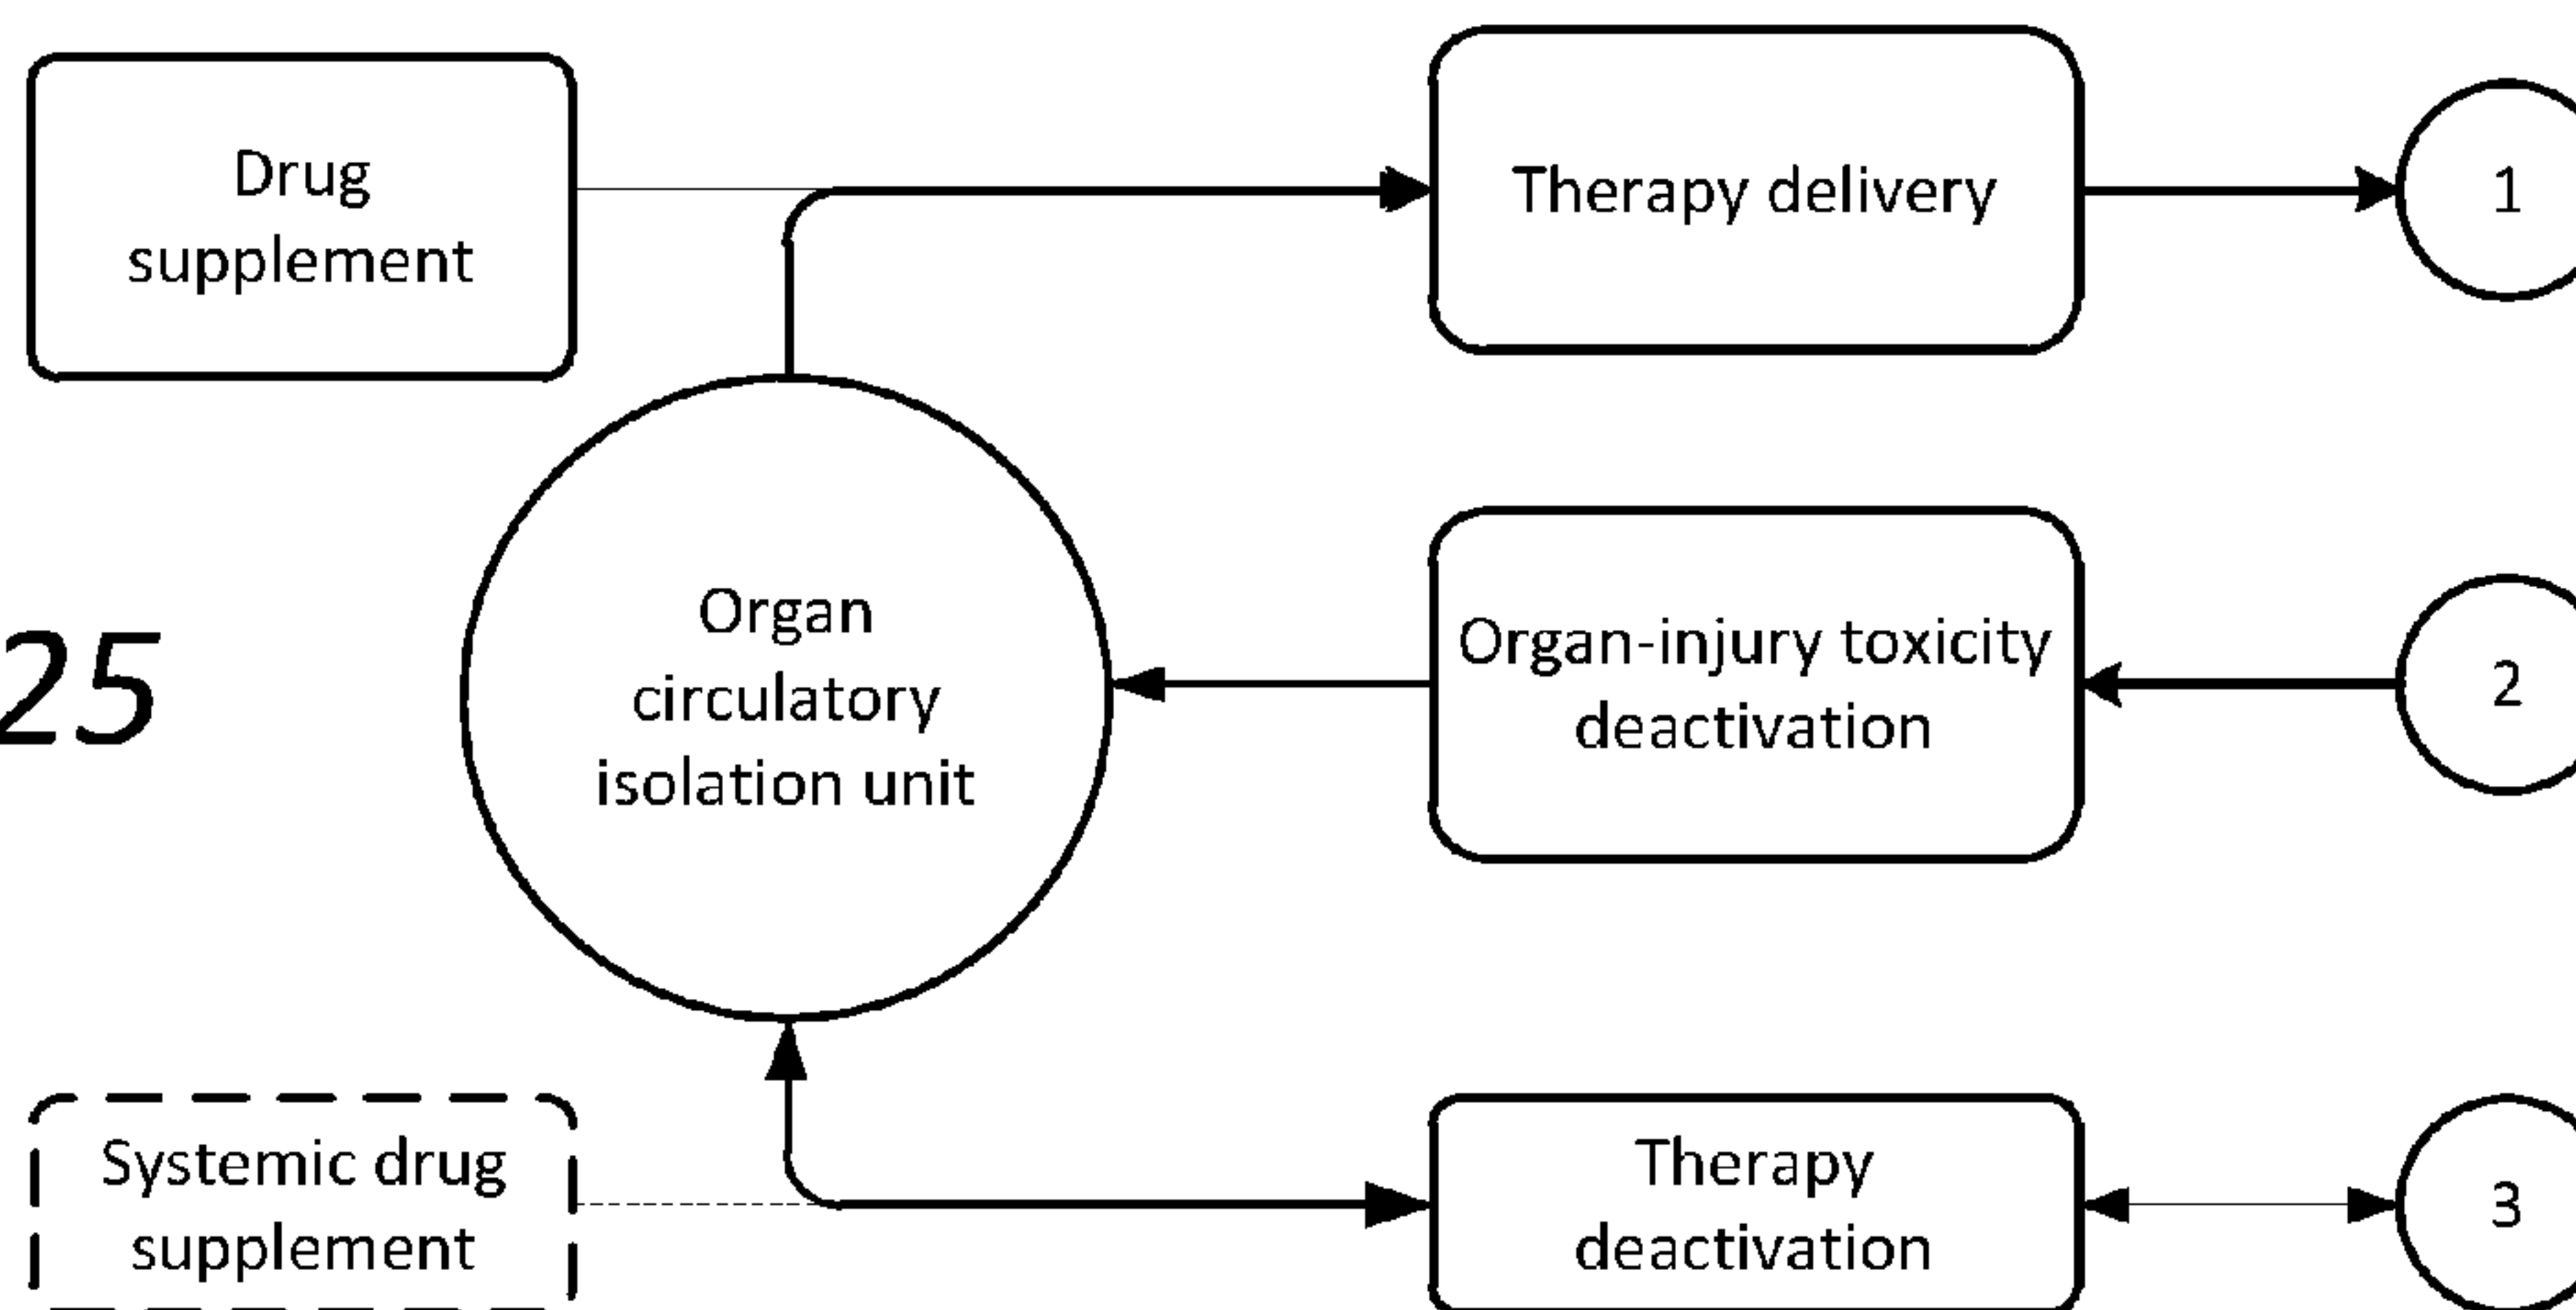 Drug
supplement
Therapy delivery
1
Organ
circulatory
isolation unit
Organ-injury toxicity
deactivation
2
25
Systemic drug
supplement
Therapy
deactivation
3